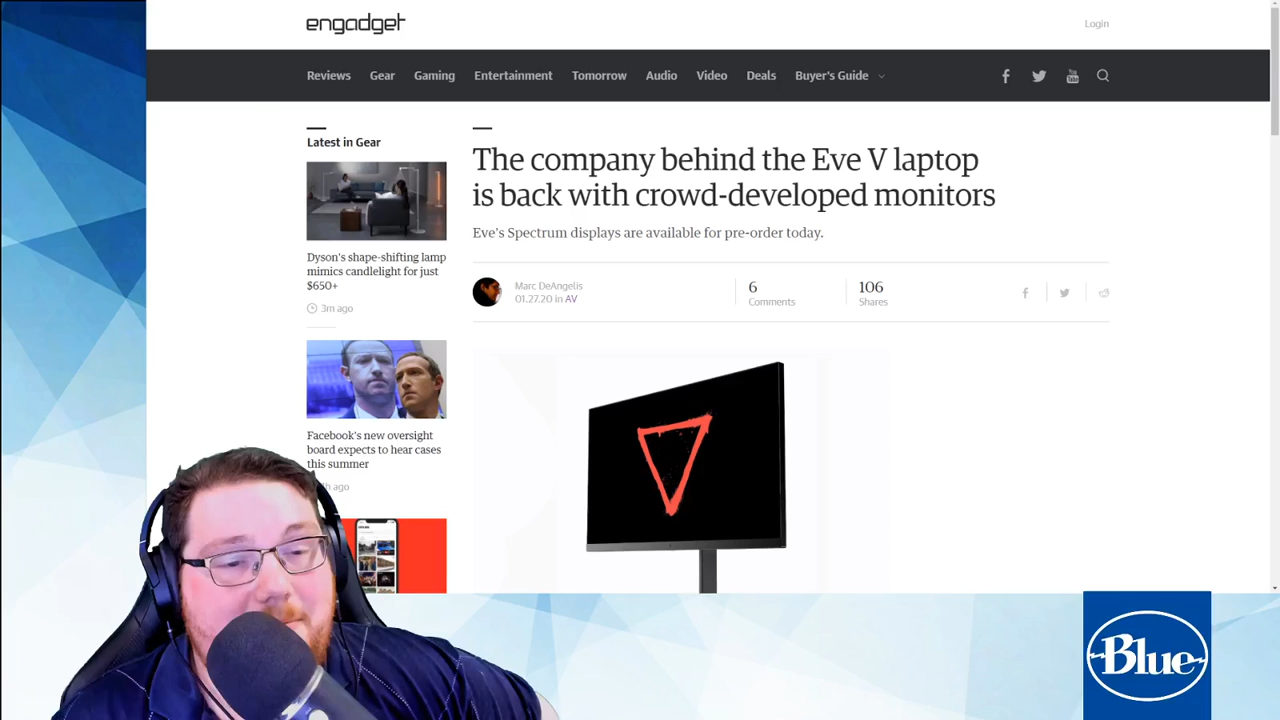 engadget
Login
Reviews Gear Gaming Entertainment Tomorrow Audio Video Deals Buyer's Guide
You Tube
Latest in Gear
Dyson's shape-shifting lamp
mimics candlelight for just
$650+
3m ago
Facebook's new oversight
board expects to hear cases
this summer
h ago
The company behind the Eve V laptop
is back with crowd-developed monitors
Eve's Spectrum displays are available for pre-order today.
Marc DeAngelis
01.27.20 in AV
6
Comments
106
Shares
Blue